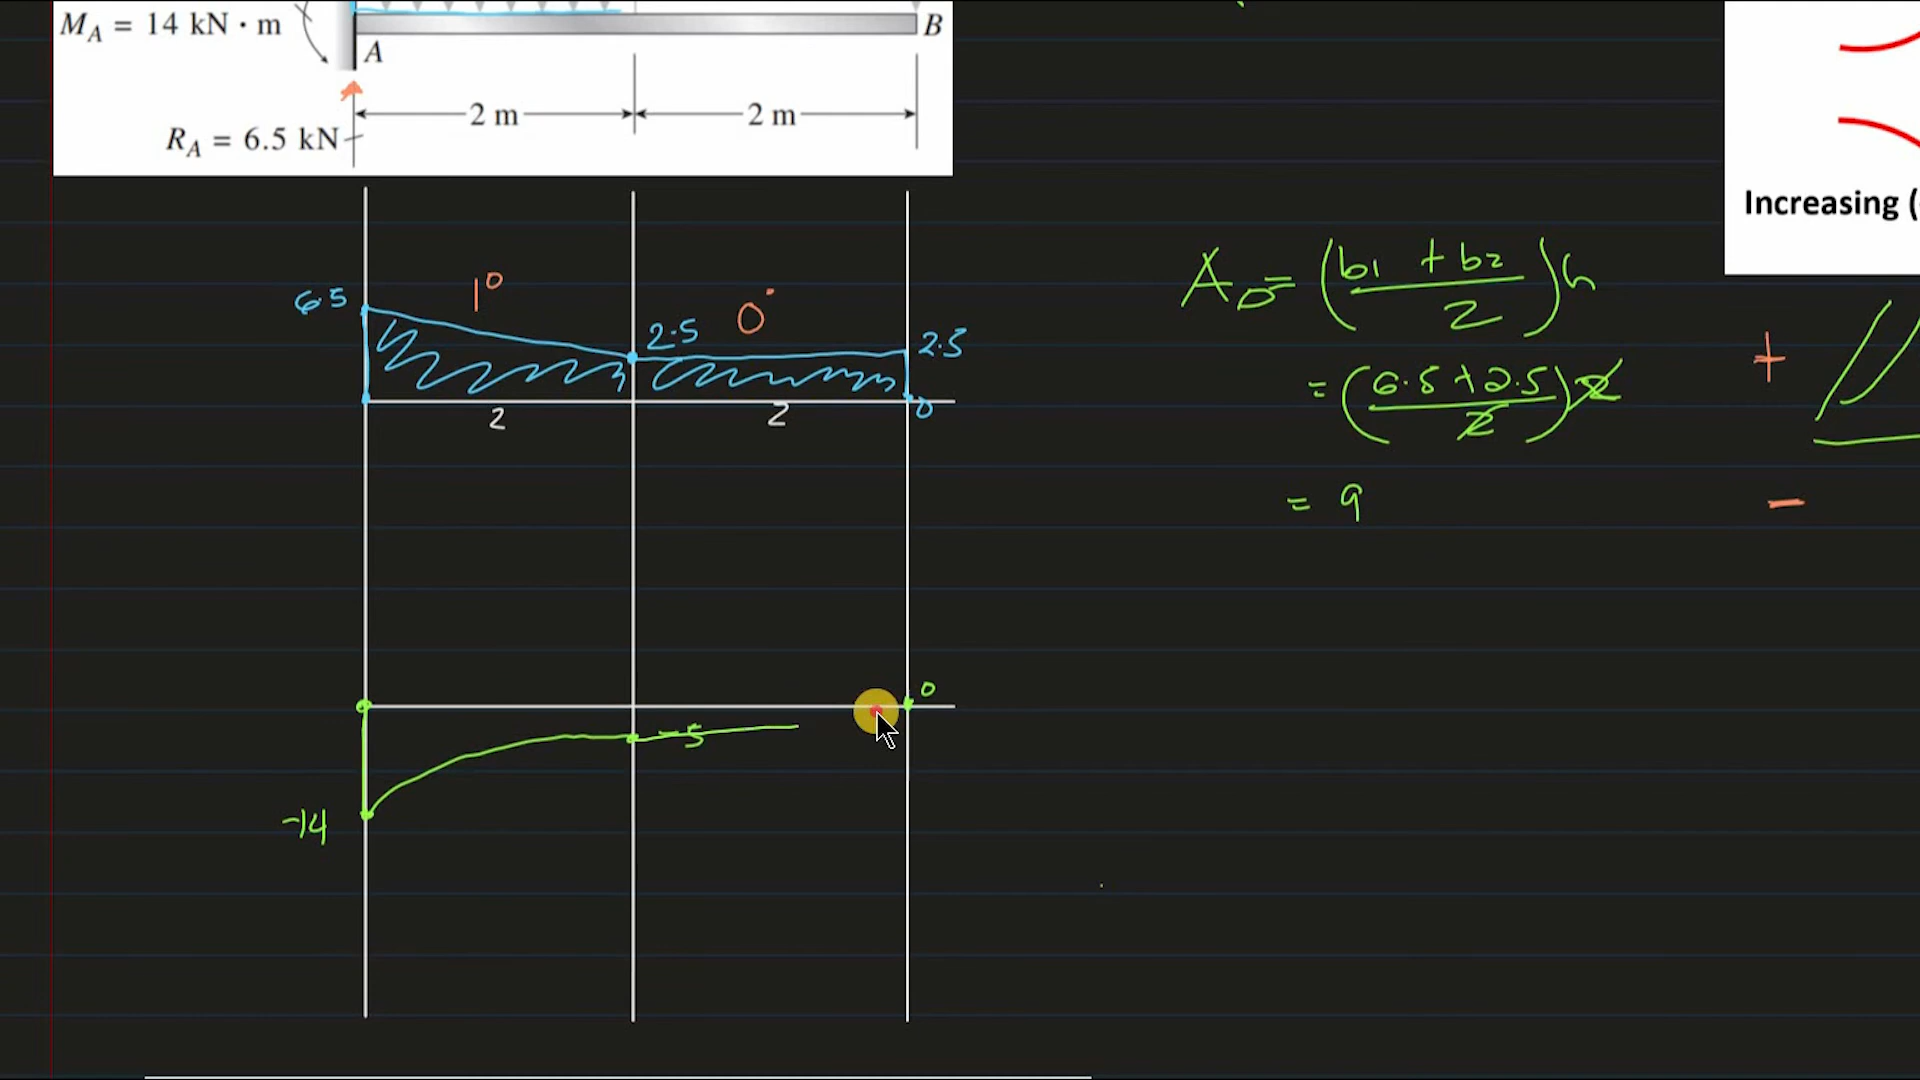 M_A = 14 kN · m
A
B
2 m
2 m
R_A = 6.5 kN
Increasing (
6.5
1°
2.5
0°
2.5
0
2
2
A = (b1 + b2 / 2) h
= (6.5 + 2.5 / 2) 2
= 9
+
−
0
-5
-14